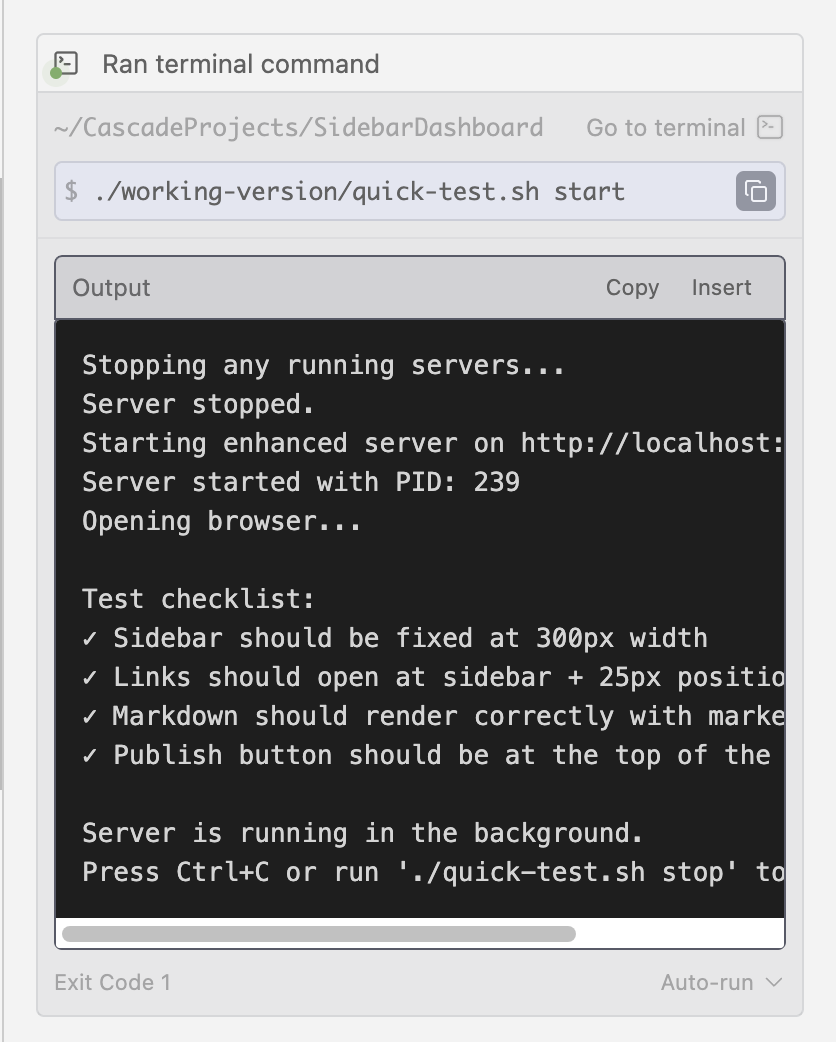 Ran terminal command
~/CascadeProjects/SidebarDashboard Go to terminal
$ ./working-version/quick-test.sh start
Output Copy Insert
Stopping any running servers...
Server stopped.
Starting enhanced server on http://localhost:
Server started with PID: 239
Opening browser...
Test checklist:
✓ Sidebar should be fixed at 300px width
✓ Links should open at sidebar + 25px positio
✓ Markdown should render correctly with marke
✓ Publish button should be at the top of the
Server is running in the background.
Press Ctrl+C or run './quick-test.sh stop' to
Exit Code 1 Auto-run